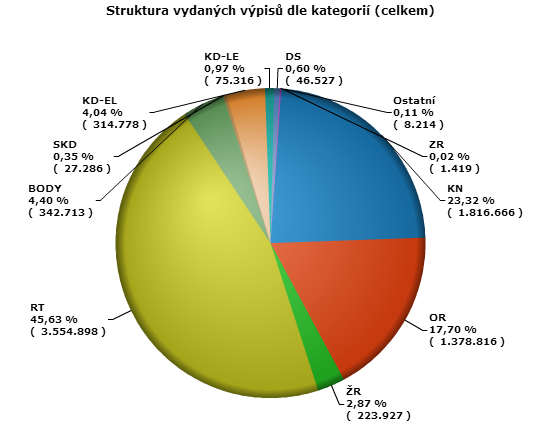 Struktura vydaných výpisů dle kategorií (celkem)
KD-LE
0,97 %
( 75.316 )
DS
0,60 %
( 46.527 )
KD-EL
4,04 %
( 314.778 )
Ostatní
0,11 %
( 8.214 )
SKD
0,35 %
( 27.286 )
ZR
0,02 %
( 1.419 )
BODY
4,40 %
( 342.713 )
KN
23,32 %
( 1.816.666 )
RT
45,63 %
( 3.554.898 )
OR
17,70 %
( 1.378.816 )
ŽR
2,87 %
( 223.927 )